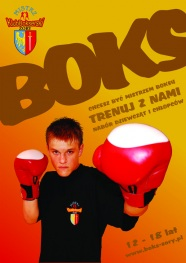 BOKS
CHCESZ BYĆ MISTRZEM BOKSU
TRENUJ Z NAMI
NABÓR DZIEWCZĄT I CHŁOPCÓW
12 - 18 lat
www.boks-zory.pl